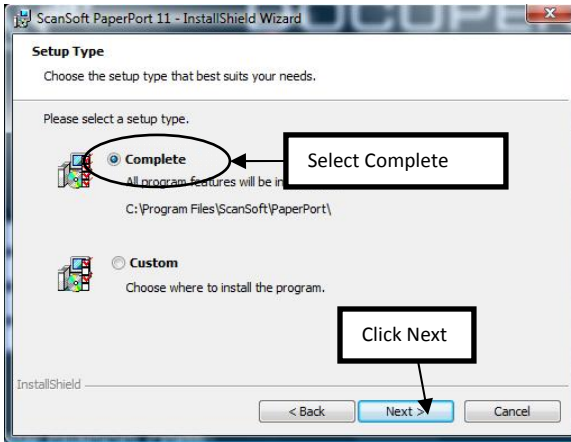 ScanSoft PaperPort 11 - InstallShield Wizard
Setup Type
Choose the setup type that best suits your needs.
Please select a setup type.
Complete
Select Complete
All program features will be in
C:\Program Files\ScanSoft\PaperPort\
Custom
Choose where to install the program.
Click Next
InstallShield
< Back Next > Cancel